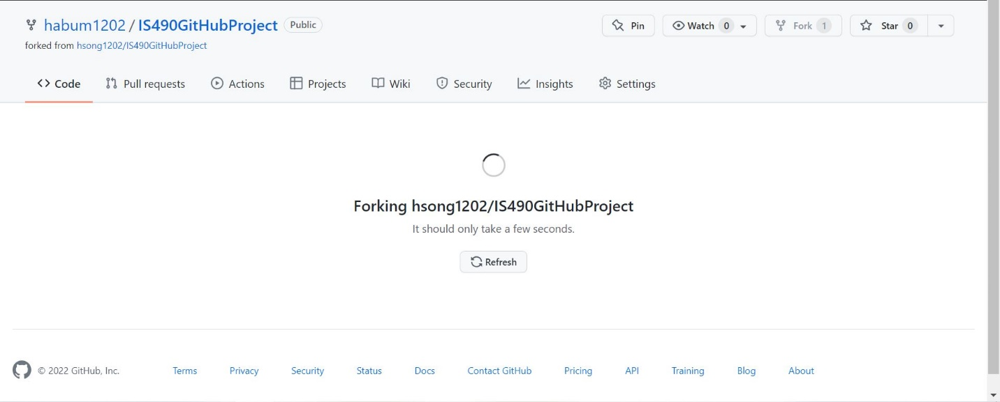 habum1202 / IS490GitHubProject Public Pin Watch 0 Fork 1 Star 0
forked from hsong1202/IS490GitHubProject
Code Pull requests Actions Projects Wiki Security Insights Settings
Forking hsong1202/IS490GitHubProject
It should only take a few seconds.
Refresh
© 2022 GitHub, Inc. Terms Privacy Security Status Docs Contact GitHub Pricing API Training Blog About